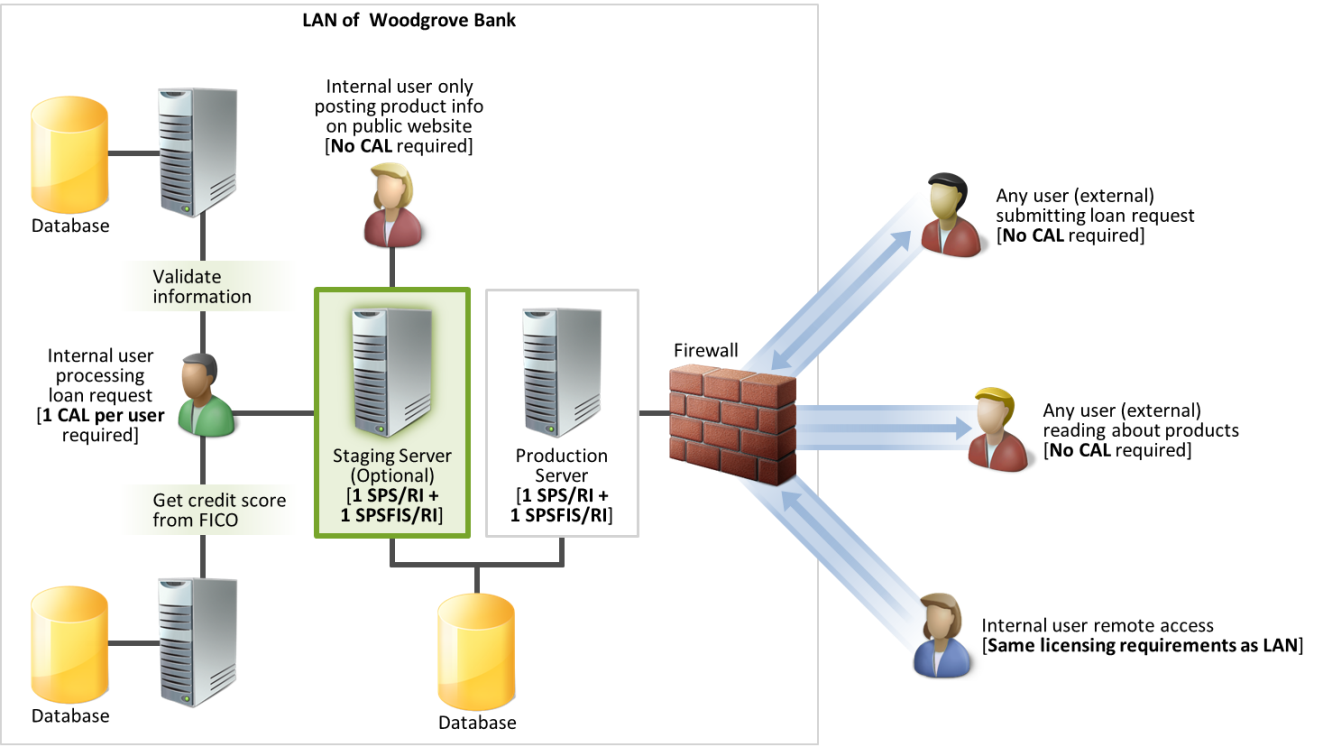 LAN of  Woodgrove Bank
Internal user only
posting product info
on public website
[No CAL required]
Database
Validate
information
Internal user
processing
loan request
[1 CAL per user
required]
Get credit score
from FICO
Database
Staging Server
(Optional)
[1 SPS/RI +
1 SPSFIS/RI]
Production
Server
[1 SPS/RI +
1 SPSFIS/RI]
Database
Firewall
Any user (external)
submitting loan request
[No CAL required]
Any user (external)
reading about products
[No CAL required]
Internal user remote access
[Same licensing requirements as LAN]